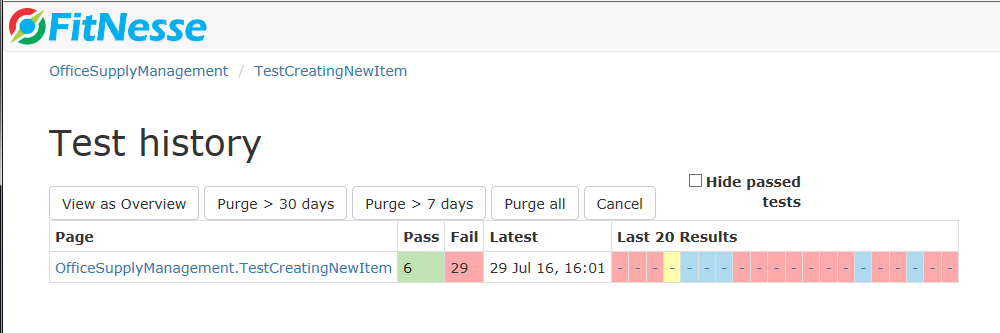 FitNesse
OfficeSupplyManagement / TestCreatingNewItem
Test history
View as Overview Purge > 30 days Purge > 7 days Purge all Cancel Hide passed
tests
Page Pass Fail Latest Last 20 Results
OfficeSupplyManagement.TestCreatingNewItem 6 29 29 Jul 16, 16:01 - - - - - - - - - - - - - - - - - - - -